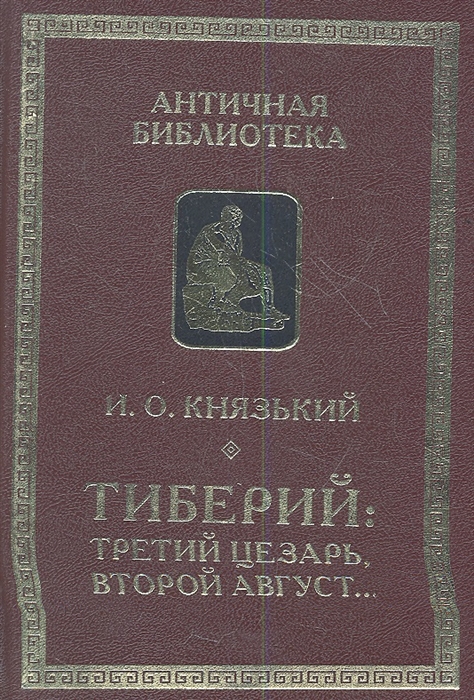 АНТИЧНАЯ
БИБЛИОТЕКА
И. О. КНЯЗЬКИЙ
ТИБЕРИЙ:
ТРЕТИЙ ЦЕЗАРЬ,
ВТОРОЙ АВГУСТ...